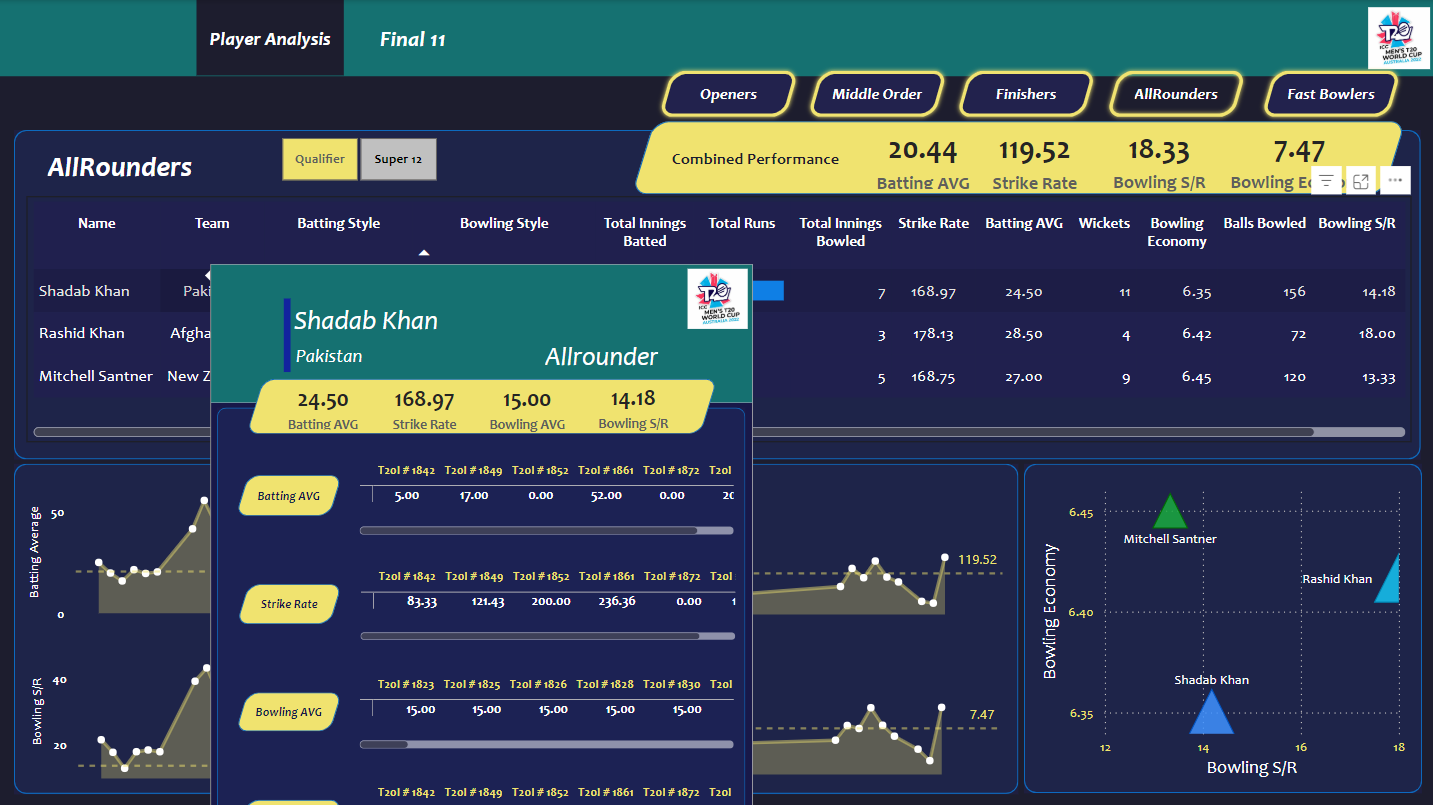 Player Analysis
Final 11
ICC
MEN'S T20
WORLD CUP
AUSTRALIA 2022
Openers
Middle Order
Finishers
AllRounders
Fast Bowlers
AllRounders
Qualifier
Super 12
Combined Performance
20.44
119.52
18.33
7.47
Batting AVG
Strike Rate
Bowling S/R
Bowling
Name Team Batting Style Bowling Style Total Innings Batted Total Runs Total Innings Bowled Strike Rate Batting AVG Wickets Bowling Economy Balls Bowled Bowling S/R
Shadab Khan Paki 7 168.97 24.50 11 6.35 156 14.18
Rashid Khan Afgha 3 178.13 28.50 4 6.42 72 18.00
Mitchell Santner New Z 5 168.75 27.00 9 6.45 120 13.33
Shadab Khan
Pakistan
Allrounder
ICC
MEN'S T20
WORLD CUP
AUSTRALIA 2022
24.50 168.97 15.00 14.18
Batting AVG Strike Rate Bowling AVG Bowling S/R
T20I # 1842 T20I # 1849 T20I # 1852 T20I # 1861 T20I # 1872 T20I
Batting AVG
5.00 17.00 0.00 52.00 0.00 20
T20I # 1842 T20I # 1849 T20I # 1852 T20I # 1861 T20I # 1872 T20I
Strike Rate
83.33 121.43 200.00 236.36 0.00 1
T20I # 1823 T20I # 1825 T20I # 1826 T20I # 1828 T20I # 1830 T20I
Bowling AVG
15.00 15.00 15.00 15.00 15.00
T20I # 1842 T20I # 1849 T20I # 1852 T20I # 1861 T20I # 1872 T20I
Batting Average
50
0
Bowling S/R
40
20
119.52
7.47
Bowling Economy
6.45
6.40
6.35
Mitchell Santner
Rashid Khan
Shadab Khan
12 14 16 18
Bowling S/R